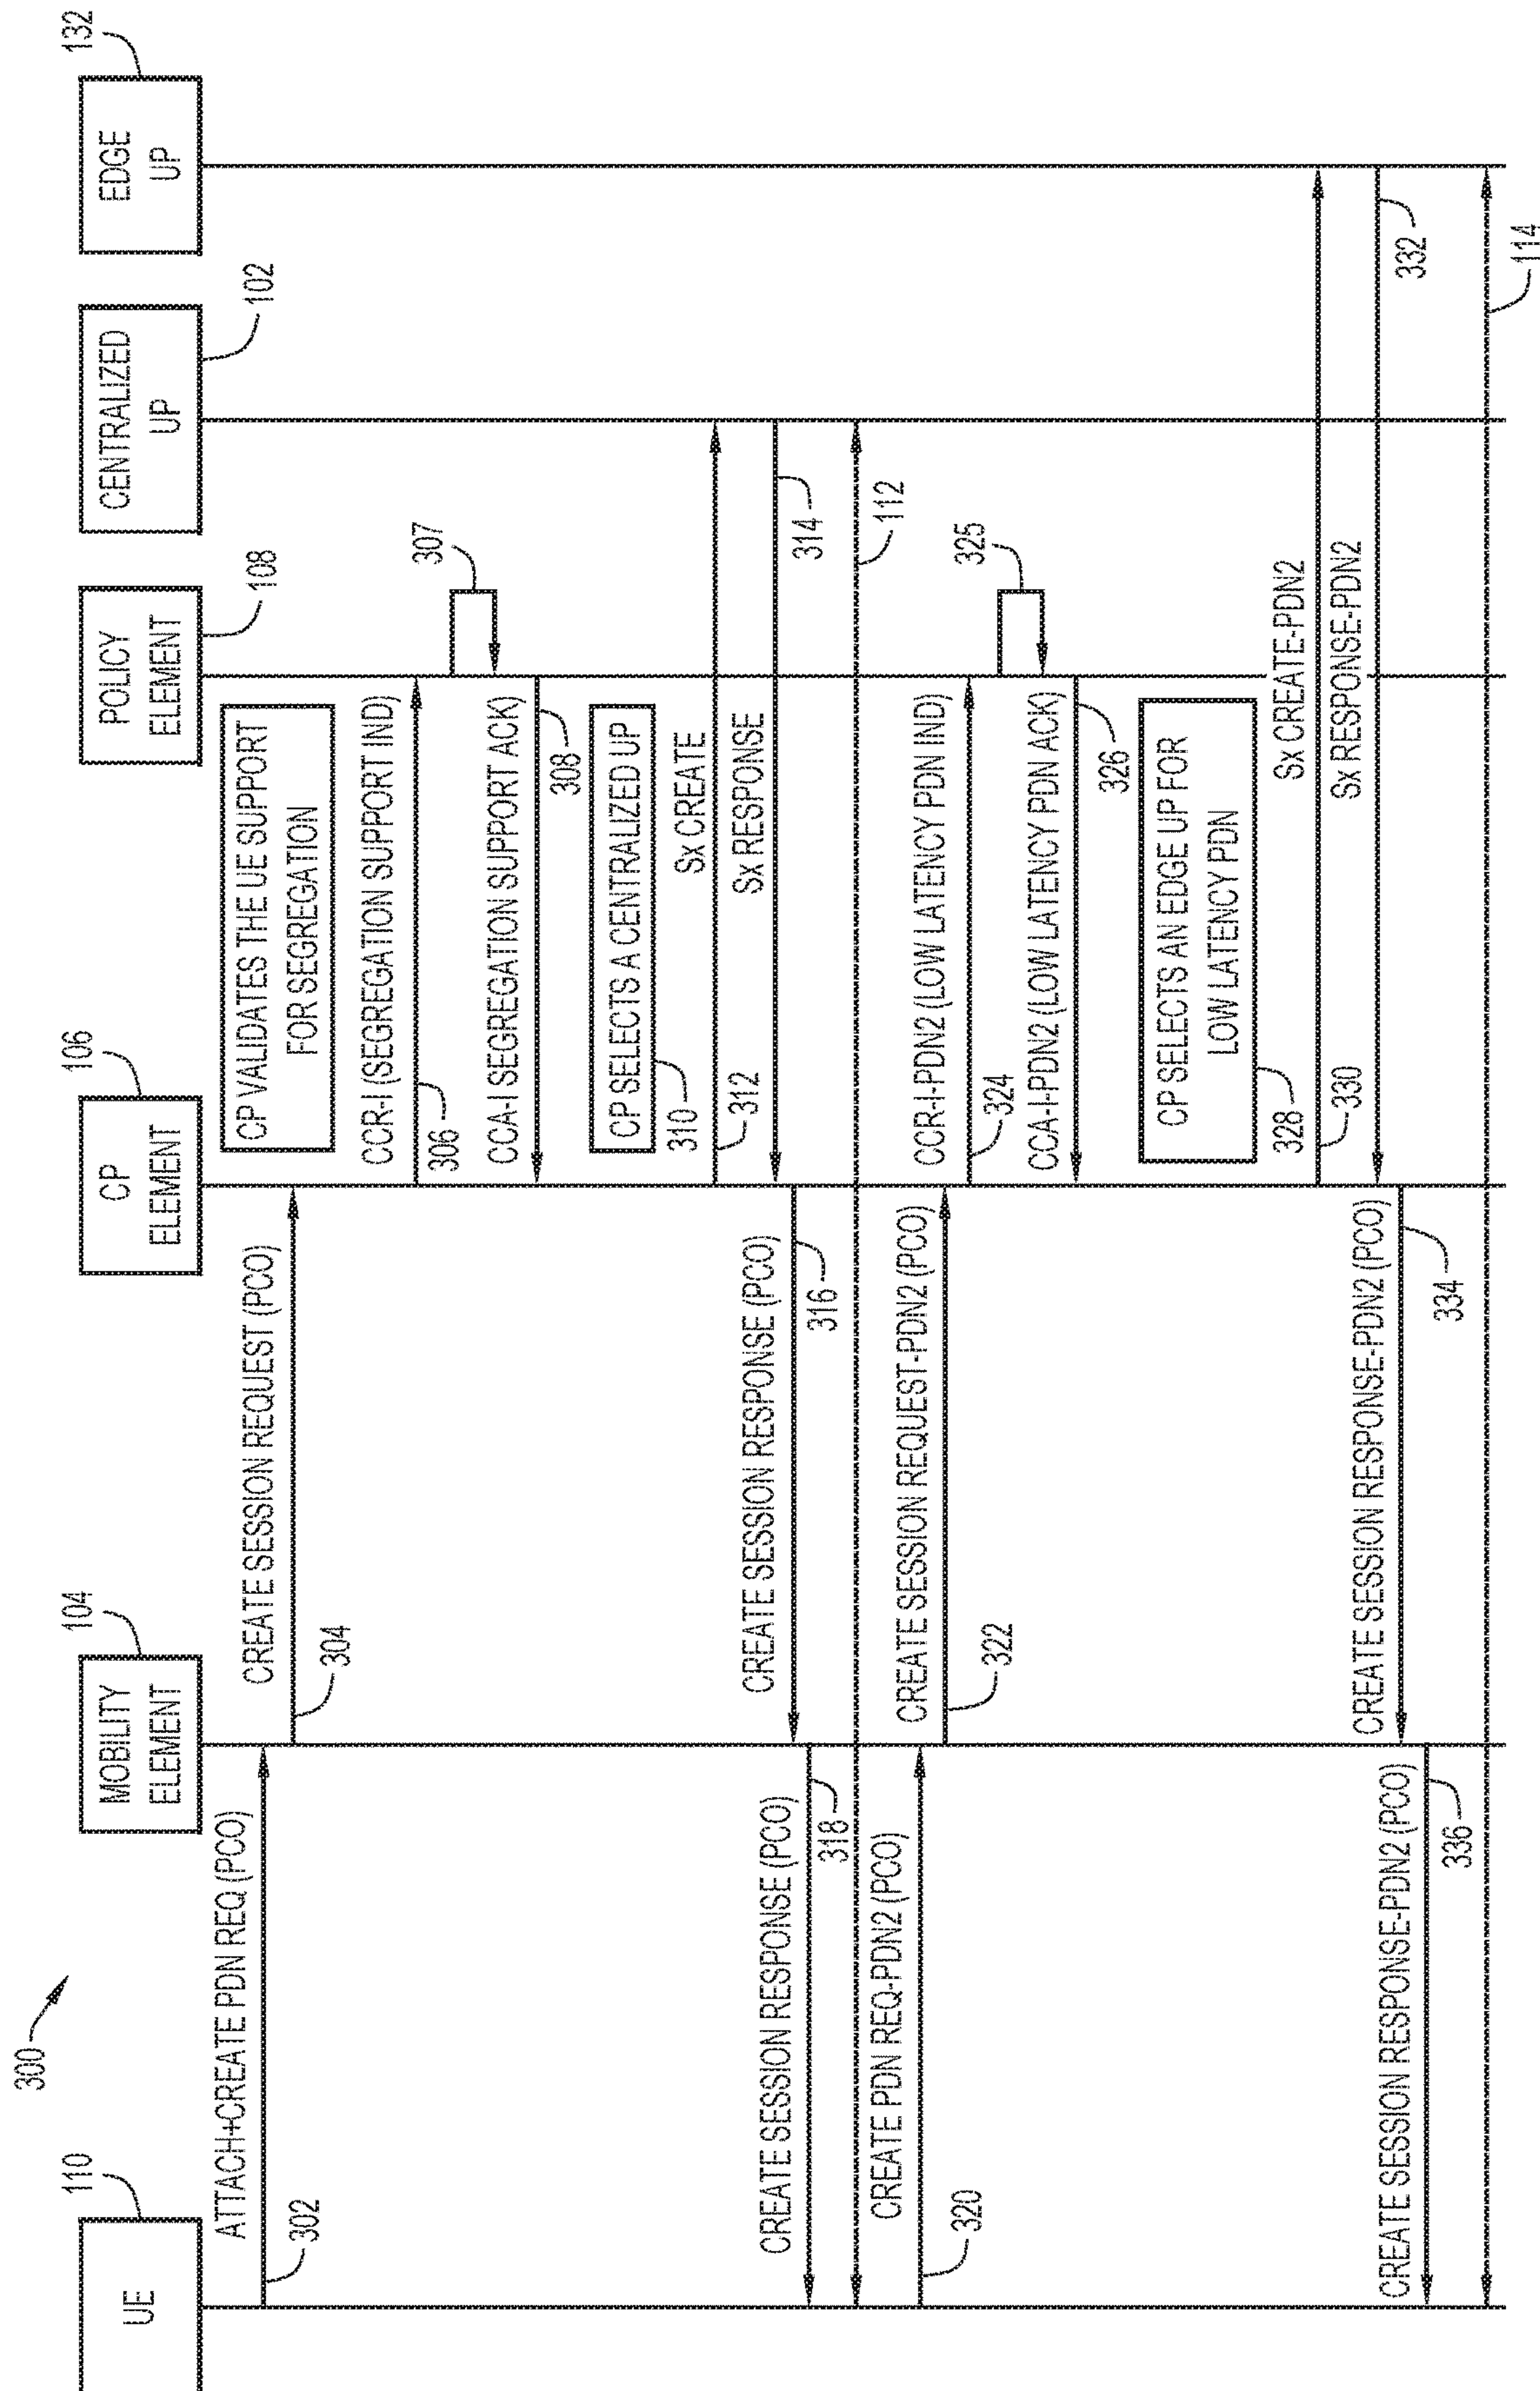 300
UE
110
MOBILITY
ELEMENT
104
CP
ELEMENT
106
POLICY
ELEMENT
108
CENTRALIZED
UP
102
EDGE
UP
132
ATTACH+CREATE PDN REQ (PCO)
302
CREATE SESSION REQUEST (PCO)
304
CP VALIDATES THE UE SUPPORT
FOR SEGREGATION
CCR-I (SEGREGATION SUPPORT IND)
306
307
CCA-I SEGREGATION SUPPORT ACK)
308
CP SELECTS A CENTRALIZED UP
310
Sx CREATE
312
Sx RESPONSE
314
CREATE SESSION RESPONSE (PCO)
316
CREATE SESSION RESPONSE (PCO)
318
112
CREATE PDN REQ-PDN2 (PCO)
320
CREATE SESSION REQUEST-PDN2 (PCO)
322
CCR-I-PDN2 (LOW LATENCY PDN IND)
324
325
CCA-I-PDN2 (LOW LATENCY PDN ACK)
326
CP SELECTS AN EDGE UP FOR
LOW LATENCY PDN
328
Sx CREATE-PDN2
330
Sx RESPONSE-PDN2
332
CREATE SESSION RESPONSE-PDN2 (PCO)
334
CREATE SESSION RESPONSE-PDN2 (PCO)
336
114